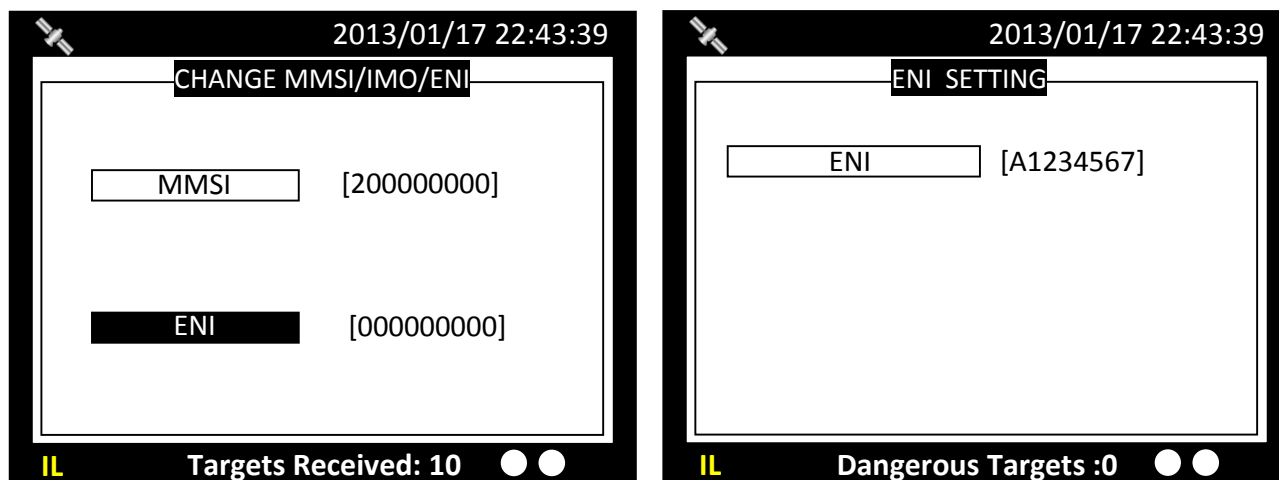 2013/01/17 22:43:39
CHANGE MMSI/IMO/ENI
MMSI [200000000]
ENI [000000000]
IL Targets Received: 10
2013/01/17 22:43:39
ENI SETTING
ENI [A1234567]
IL Dangerous Targets :0